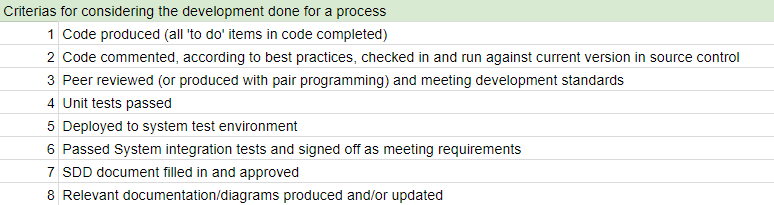 Criterias for considering the development done for a process
1 Code produced (all 'to do' items in code completed)
2 Code commented, according to best practices, checked in and run against current version in source control
3 Peer reviewed (or produced with pair programming) and meeting development standards
4 Unit tests passed
5 Deployed to system test environment
6 Passed System integration tests and signed off as meeting requirements
7 SDD document filled in and approved
8 Relevant documentation/diagrams produced and/or updated